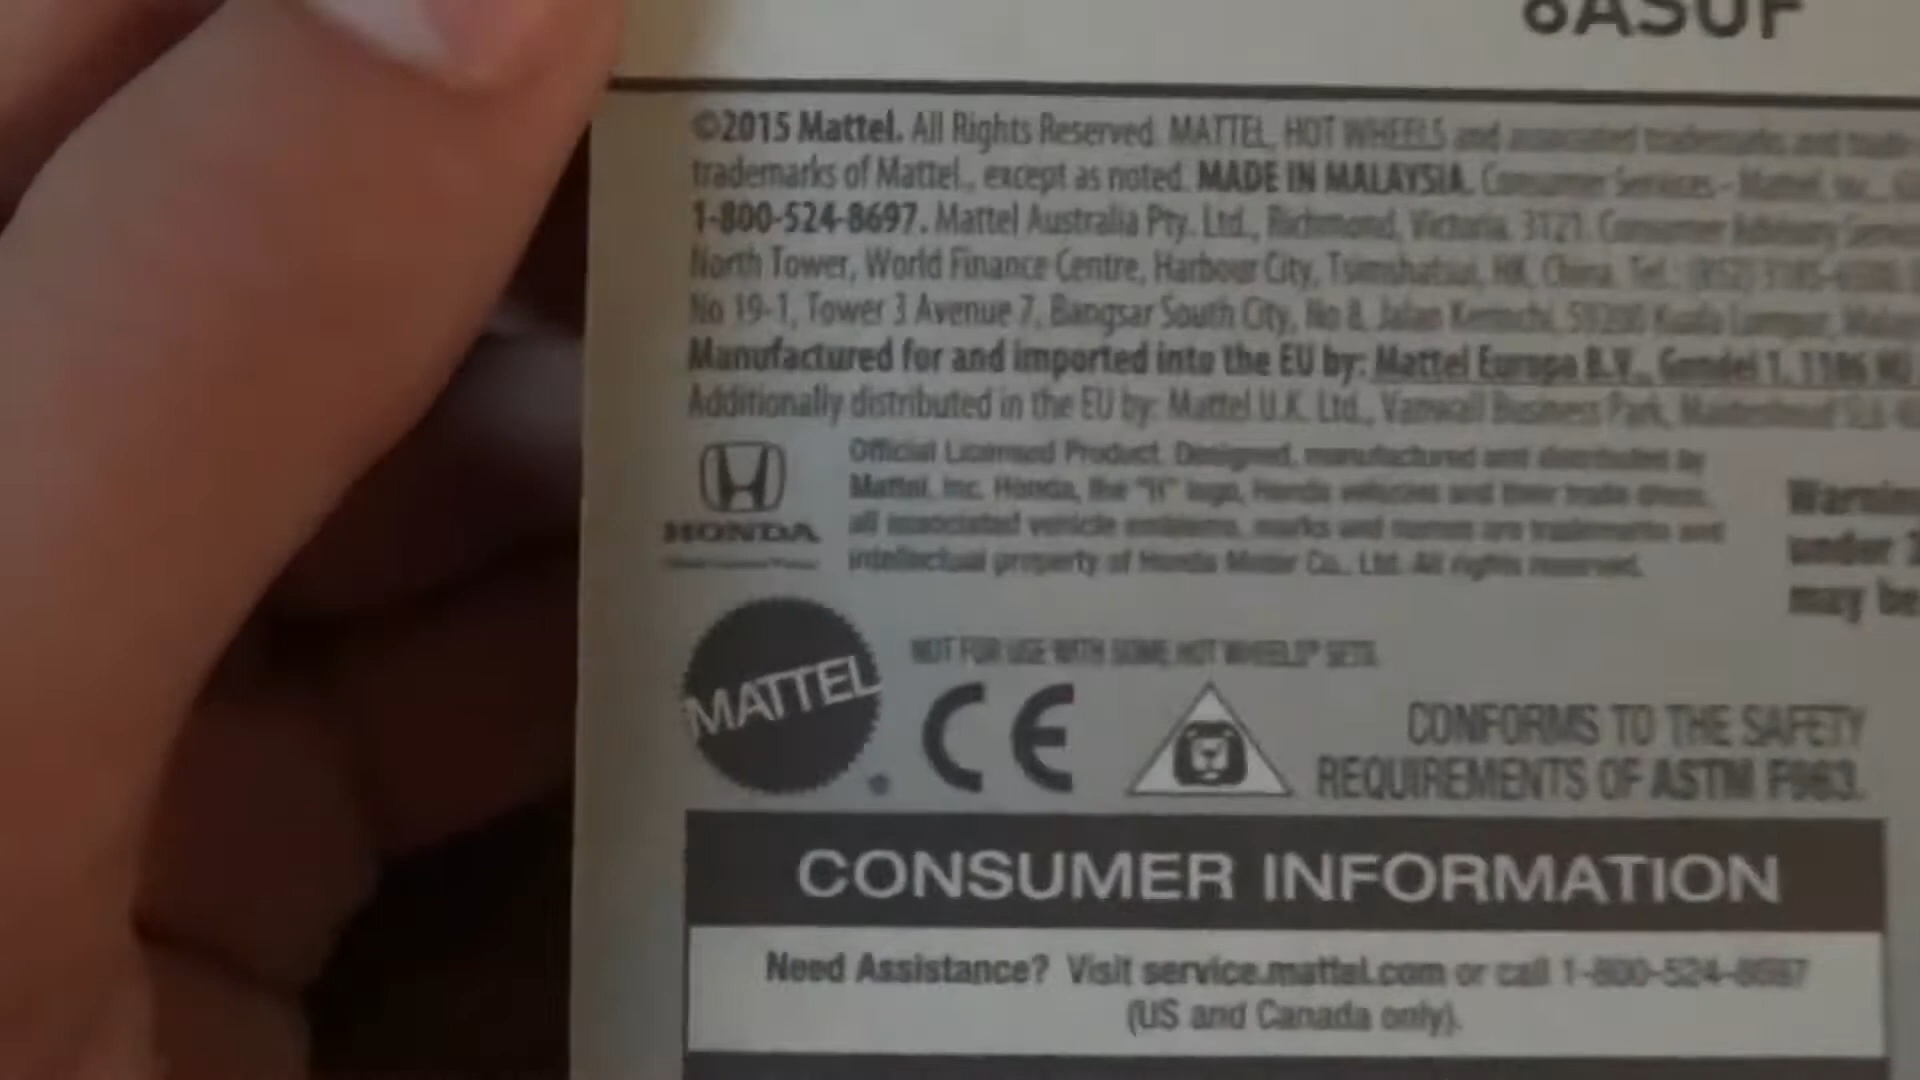 ©2015 Mattel. All Rights Reserved. MATTEL, HOT WHEELS and associated trademarks and trade
trademarks of Mattel., except as noted. MADE IN MALAYSIA. Consumer Services - Mattel, Inc.,
1-800-524-8697. Mattel Australia Pty. Ltd., Richmond, Victoria. 3121. Consumer Advisory
North Tower, World Finance Centre, Harbour City, Tsimshatsui, HK, China. Tel.:
No 19-1, Tower 3 Avenue 7, Bangsar South City, No 8, Jalan Kerinchi, 59200 Kuala Lumpur,
Manufactured for and imported into the EU by: Mattel Europa B.V., Gondel 1, 1186
Additionally distributed in the EU by: Mattel U.K. Ltd., Vanwall Business Park, Maidenhead
HONDA
Official Licensed Product. Designed, manufactured and distributed by
Mattel, Inc. Honda, the "H" logo, Honda vehicles and their trade dress,
all associated vehicle emblems, marks and names are trademarks and
intellectual property of Honda Motor Co., Ltd. All rights reserved.
under
may be
MATTEL
NOT FOR USE WITH SOME HOT WHEELS® SETS.
CE
CONFORMS TO THE SAFETY
REQUIREMENTS OF ASTM F963.
CONSUMER INFORMATION
Need Assistance? Visit service.mattel.com or call 1-800-524-8697
(US and Canada only).